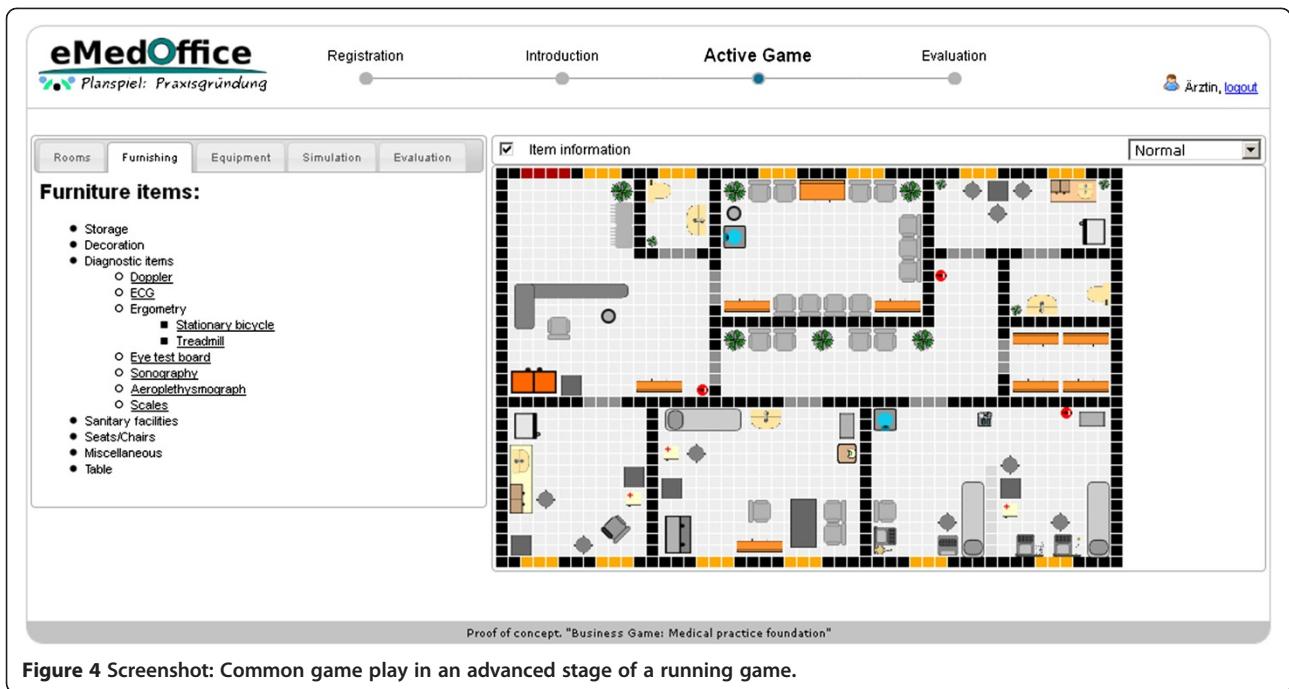 eMedOffice
Planspiel: Praxisgründung
Registration
Introduction
Active Game
Evaluation
Ärztin, logout
Rooms
Furnishing
Equipment
Simulation
Evaluation
Item information
Normal
Furniture items:
Storage
Decoration
Diagnostic items
Doppler
ECG
Ergometry
Stationary bicycle
Treadmill
Eye test board
Sonography
Aeroplethysmograph
Scales
Sanitary facilities
Seats/Chairs
Miscellaneous
Table
Proof of concept. "Business Game: Medical practice foundation"
Figure 4 Screenshot: Common game play in an advanced stage of a running game.